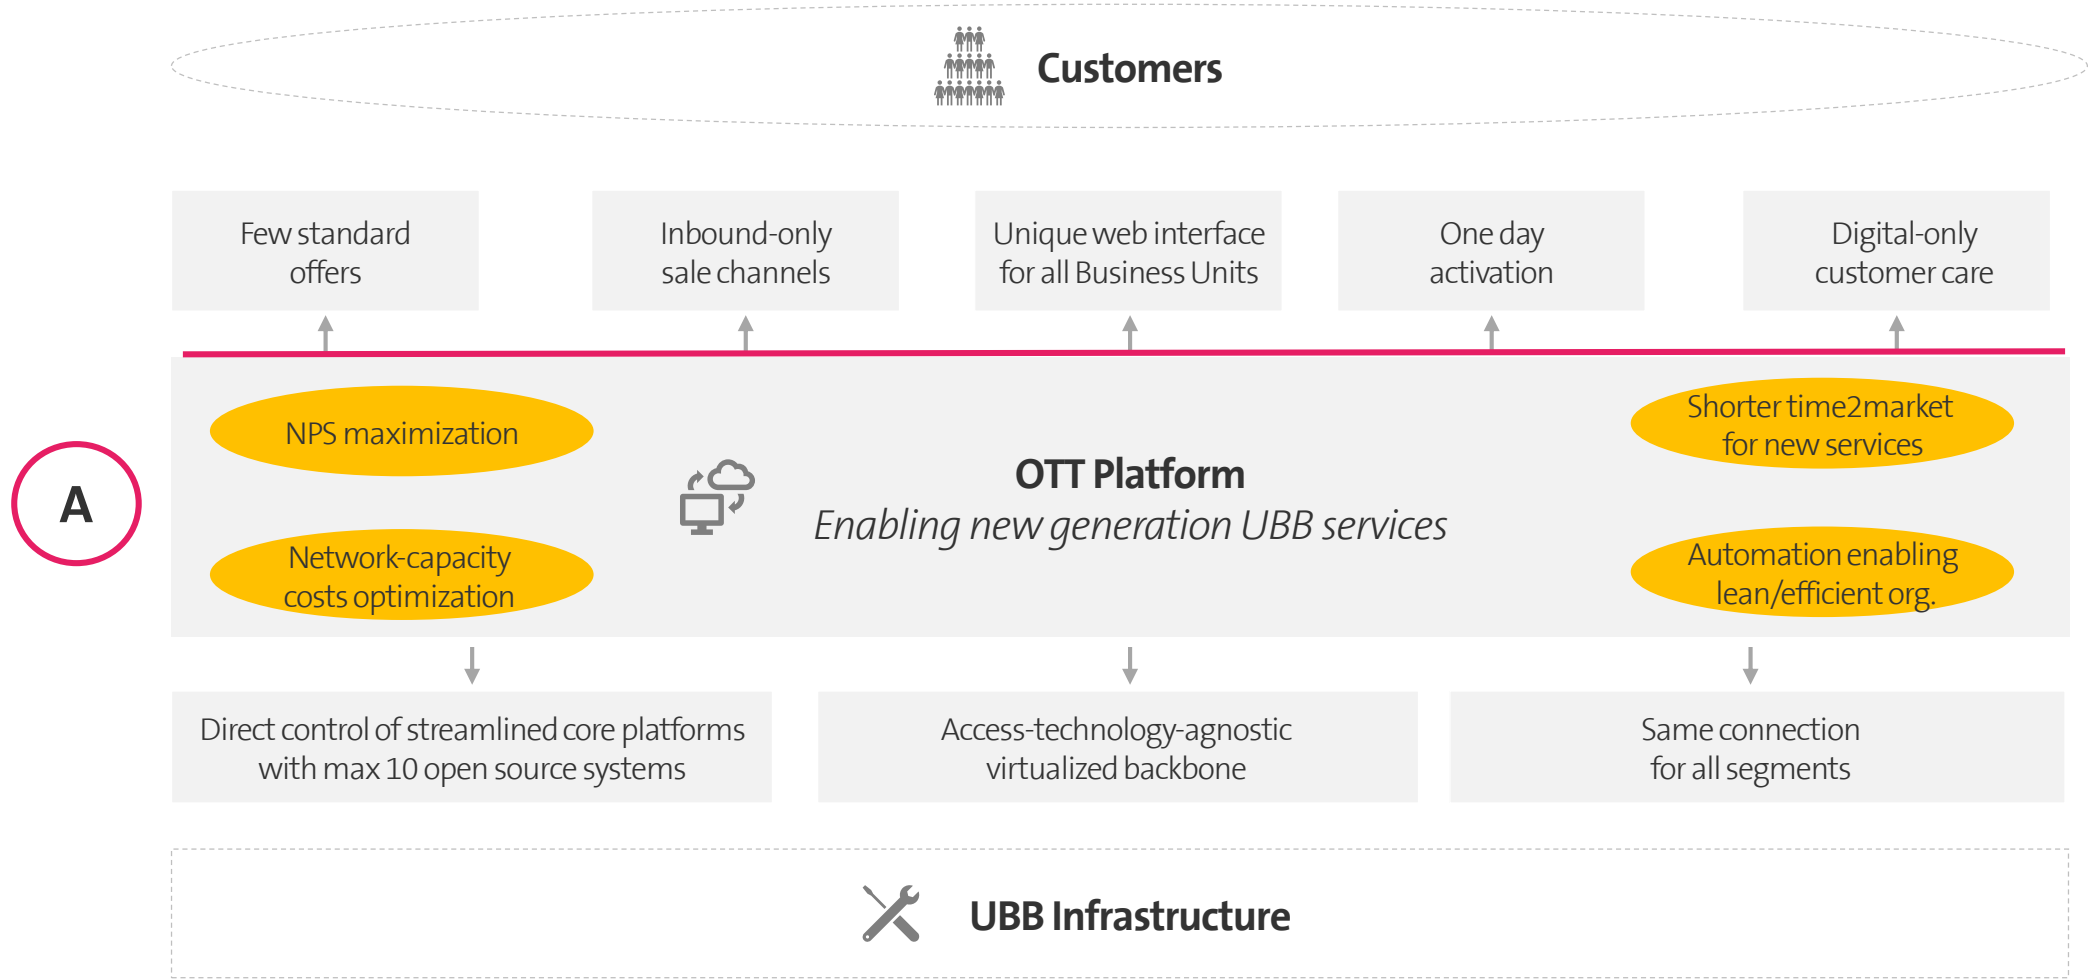 Customers
Few standard
offers
Inbound-only
sale channels
Unique web interface
for all Business Units
One day
activation
Digital-only
customer care
A
NPS maximization
Network-capacity
costs optimization
OTT Platform
Enabling new generation UBB services
Shorter time2market
for new services
Automation enabling
lean/efficient org.
Direct control of streamlined core platforms
with max 10 open source systems
Access-technology-agnostic
virtualized backbone
Same connection
for all segments
UBB Infrastructure